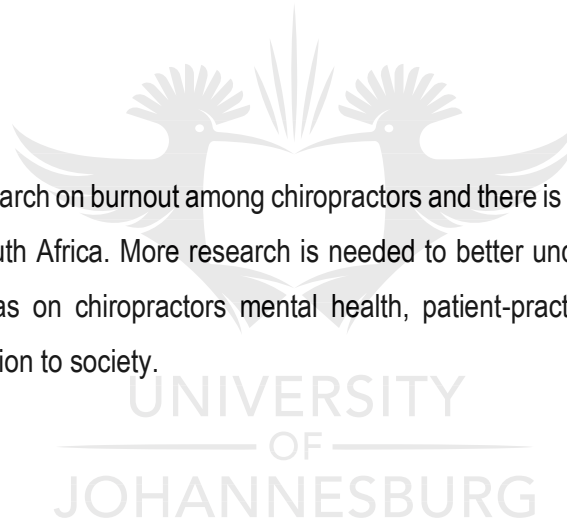 arch on burnout among chiropractors and there is
uth Africa. More research is needed to better und
as on chiropractors mental health, patient-pract
ion to society.
UNIVERSITY
OF
JOHANNESBURG